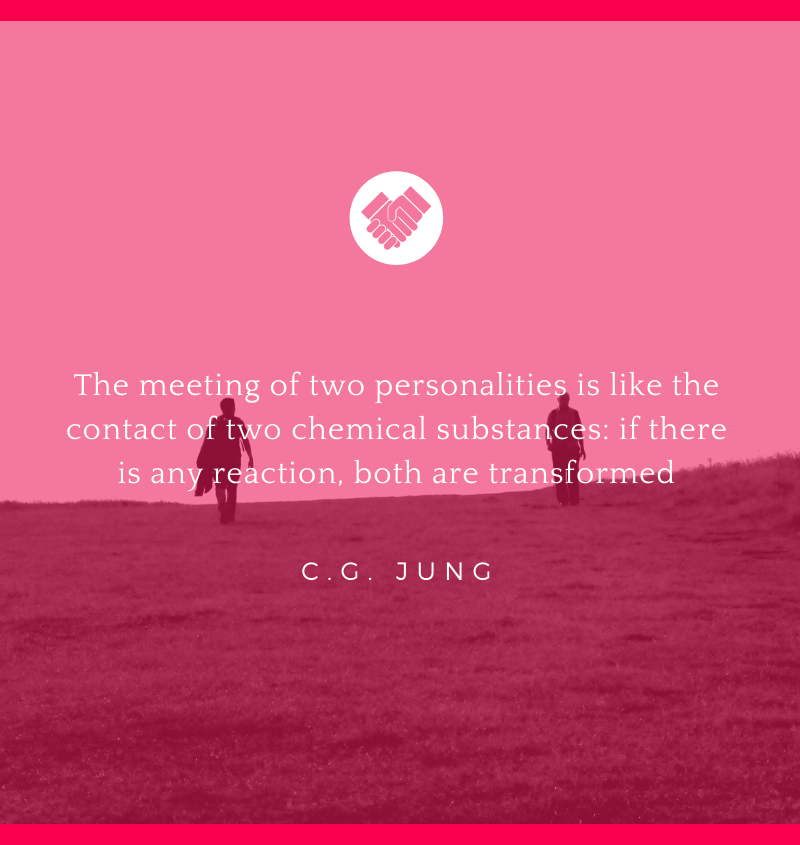 The meeting of two personalities is like the
contact of two chemical substances: if there
is any reaction, both are transformed
C.G. JUNG